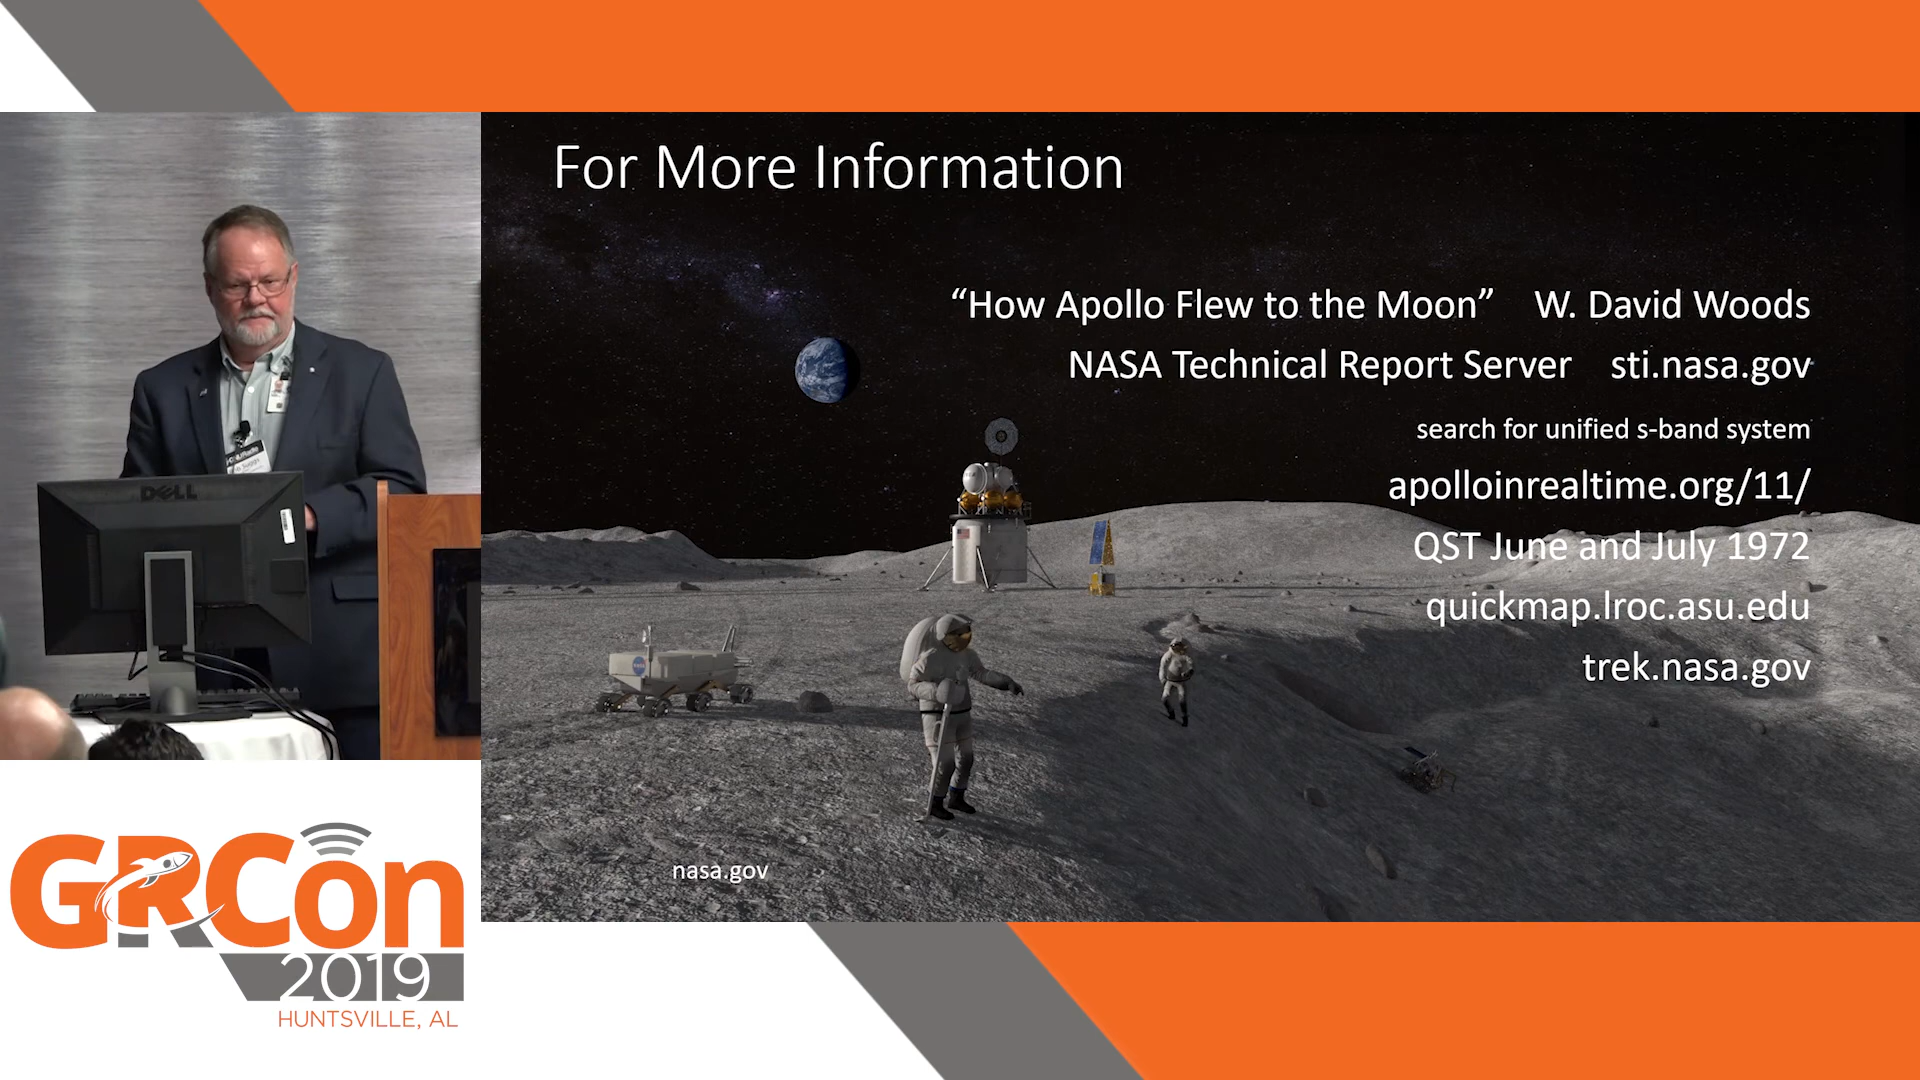 For More Information
“How Apollo Flew to the Moon” W. David Woods
NASA Technical Report Server sti.nasa.gov
search for unified s-band system
apolloinrealtime.org/11/
QST June and July 1972
quickmap.lroc.asu.edu
trek.nasa.gov
nasa.gov
DELL
GRCon
2019
HUNTSVILLE, AL